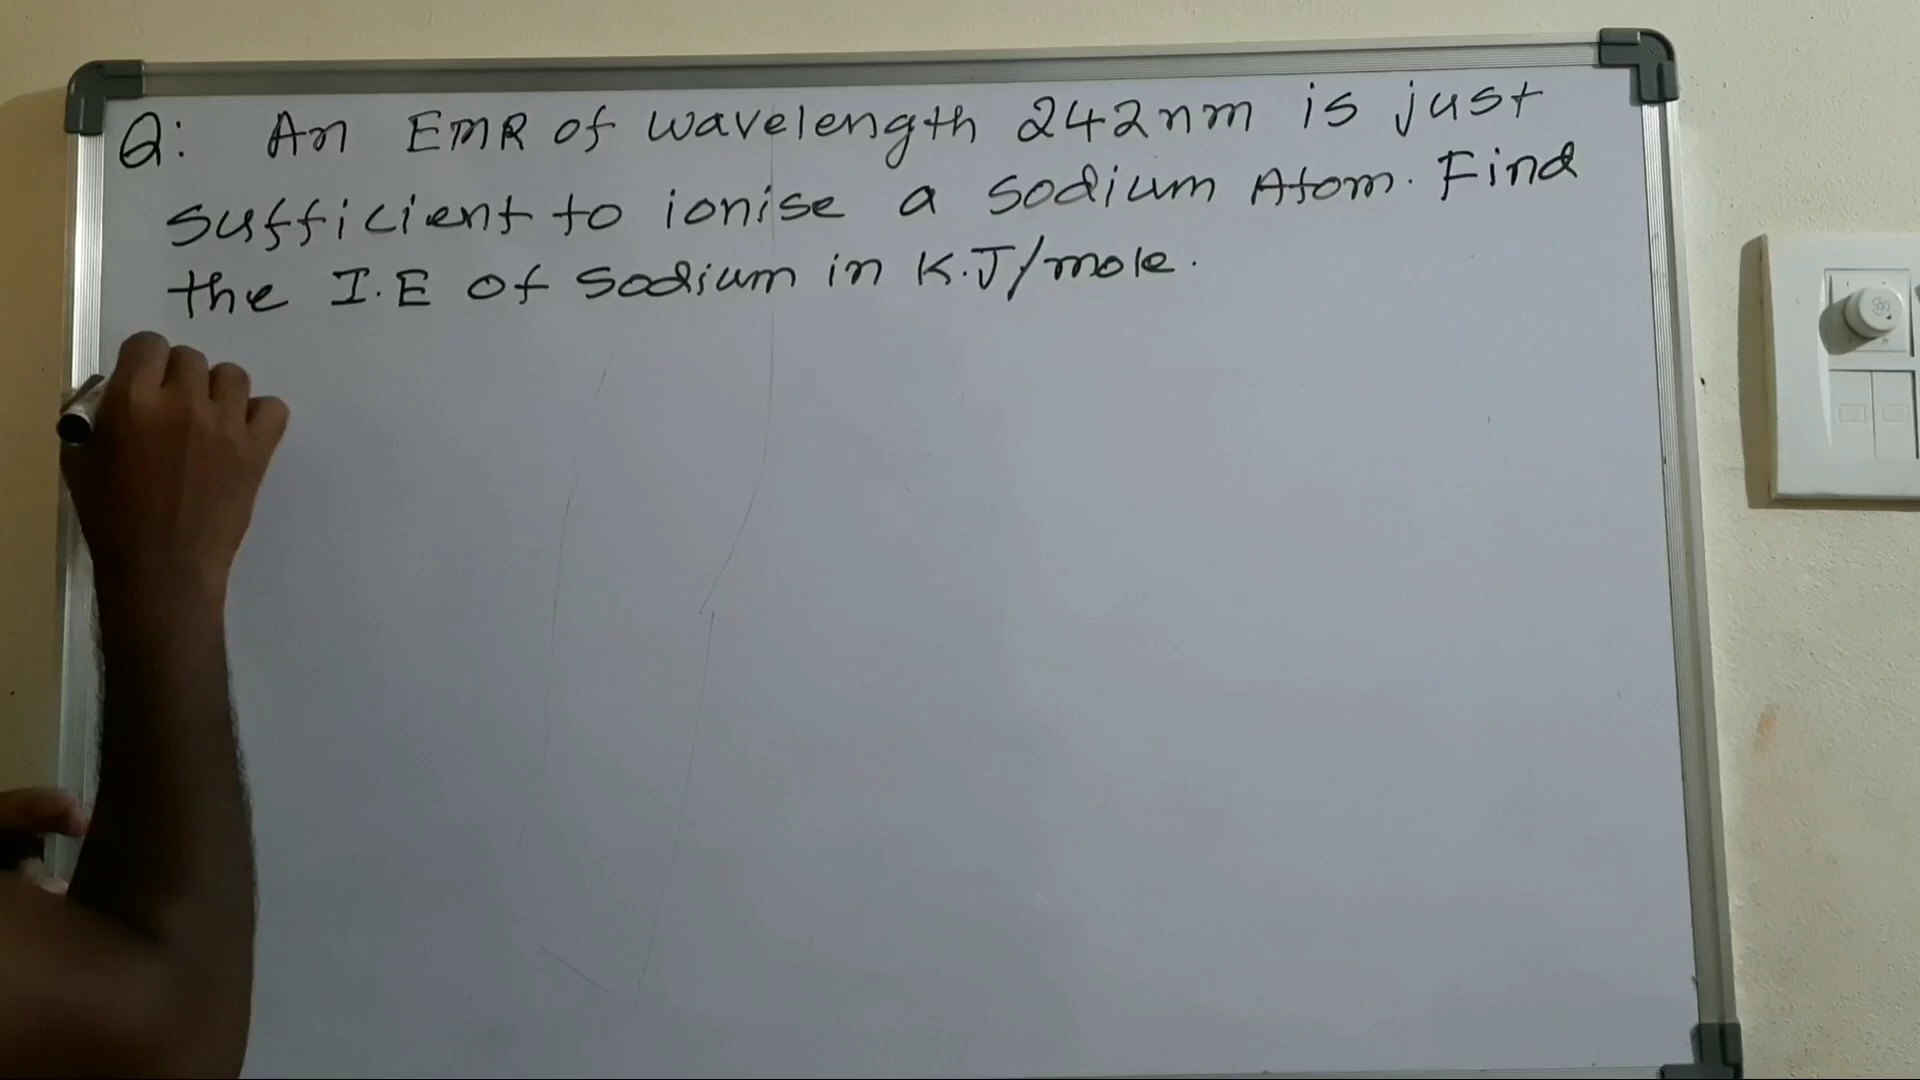 Q: An EMR of wavelength 242nm is just
sufficient to ionise a sodium Atom. Find
the I.E of sodium in K.J/mole.